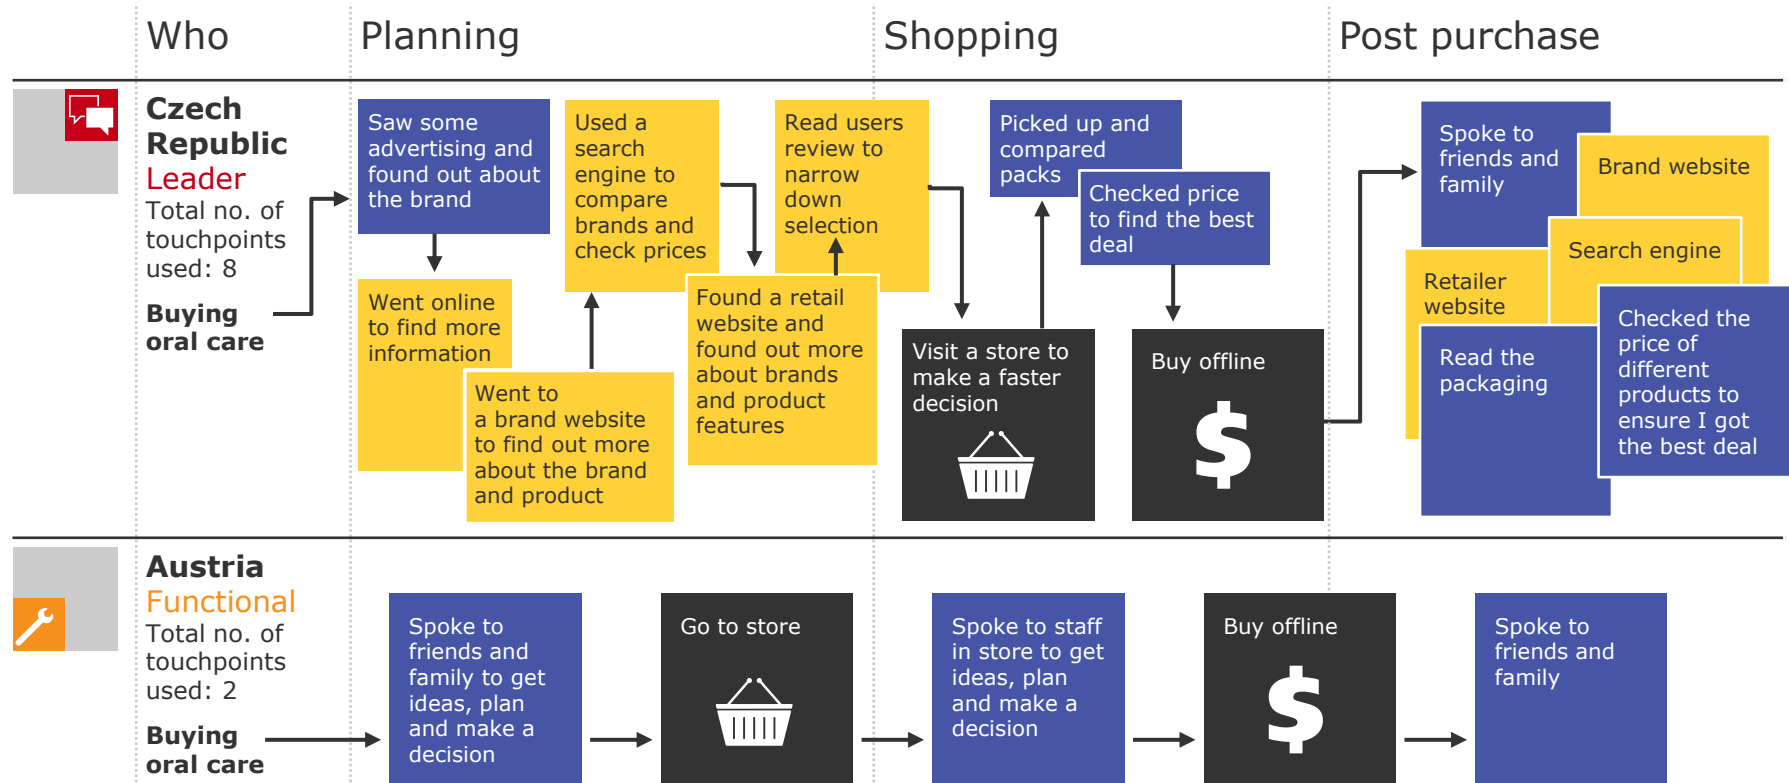 Who
Planning
Shopping
Post purchase
Czech
Republic
Leader
Total no. of
touchpoints
used: 8
Buying
oral care
Saw some
advertising and
found out about
the brand
Went online
to find more
information
Went to
a brand website
to find out more
about the brand
and product
Used a
search
engine to
compare
brands and
check prices
Found a retail
website and
found out more
about brands
and product
features
Read users
review to
narrow
down
selection
Visit a store to
make a faster
decision
Picked up and
compared
packs
Checked price
to find the best
deal
Buy offline
$
Spoke to
friends and
family
Brand website
Search engine
Retailer
website
Read the
packaging
Checked the
price of
different
products to
ensure I got
the best deal
Austria
Functional
Total no. of
touchpoints
used: 2
Buying
oral care
Spoke to
friends and
family to get
ideas, plan
and make a
decision
Go to store
Spoke to staff
in store to get
ideas, plan
and make a
decision
Buy offline
$
Spoke to
friends and
family